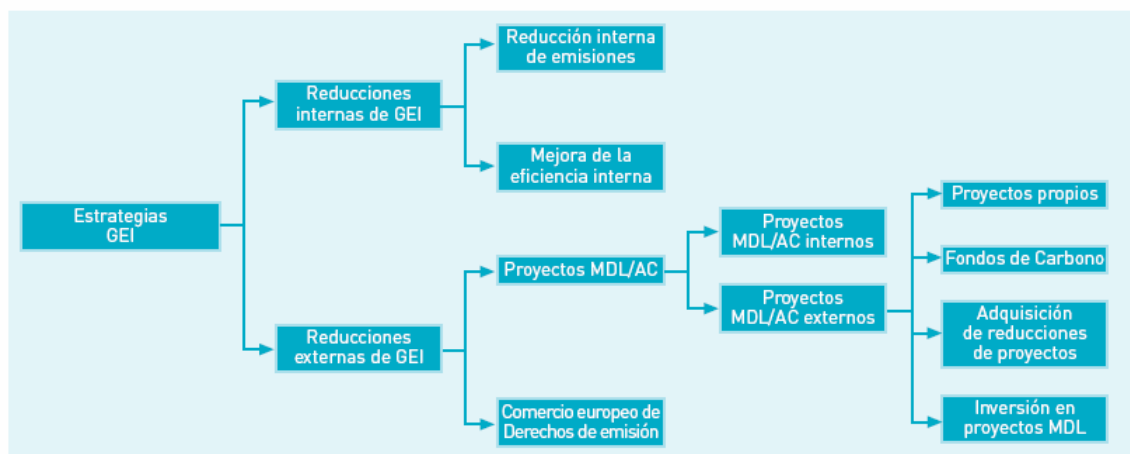 Estrategias
GEI
Reducciones
internas de GEI
Reducción interna
de emisiones
Mejora de la
eficiencia interna
Reducciones
externas de GEI
Proyectos MDL/AC
Comercio europeo de
Derechos de emisión
Proyectos
MDL/AC internos
Proyectos
MDL/AC externos
Proyectos propios
Fondos de Carbono
Adquisición
de reducciones
de proyectos
Inversión en
proyectos MDL